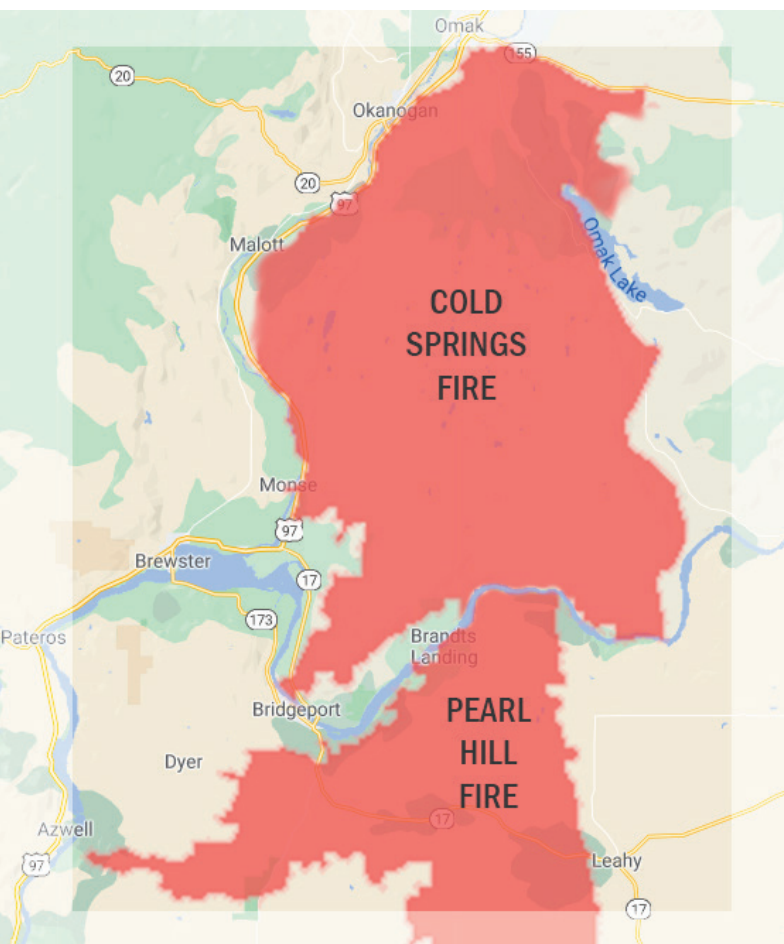 Omak
155
20
Okanogan
20
97
Malott
Omak Lake
COLD
SPRINGS
FIRE
Monse
97
Brewster
17
173
Pateros
Brandts
Landing
Bridgeport
PEARL
HILL
FIRE
Dyer
17
Azwell
97
Leahy
17